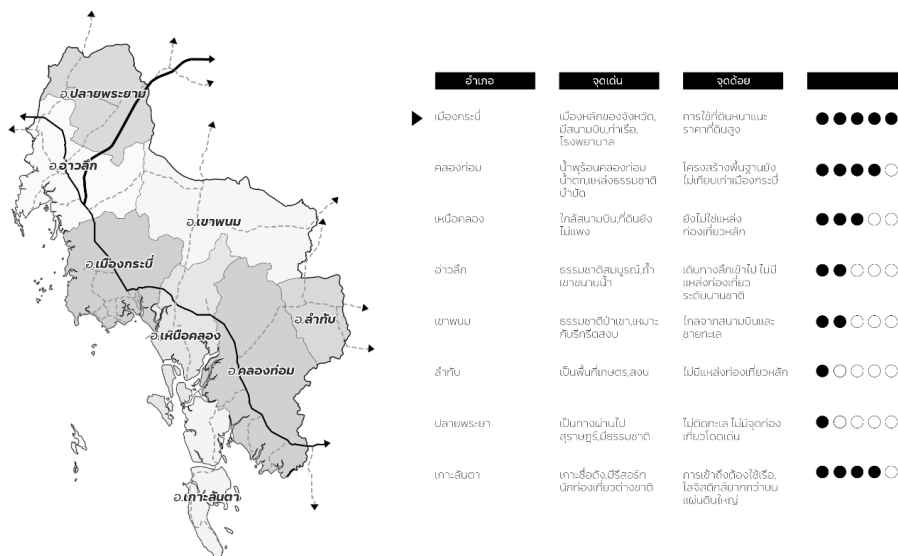 อ.ปลายพระยาม
อ.อ่าวลึก
อ.เขาพนม
อ.เมืองกระบี่
อ.ลำทับ
อ.เหนือคลอง
อ.คลองท่อม
อ.เกาะลันตา
อำเภอ จุดเด่น จุดด้อย
เมืองกระบี่
เมืองหลักของจังหวัด,
มีสนามบิน,ท่าเรือ,
โรงพยาบาล
การใช้ที่ดินหนาแนะ
ราคาที่ดินสูง
คลองท่อม
น้ำพุร้อนคลองท่อม
น้ำตก,แหล่งธรรมชาติ
บำบัด
โครงสร้างพื้นฐานยัง
ไม่เทียบเท่าเมืองกระบี่
เหนือคลอง
ใกล้สนามบิน,ที่ดินยัง
ไม่แพง
ยังไม่ใช่แหล่ง
ท่องเที่ยวหลัก
อ่าวลึก
ธรรมชาติสมบูรณ์,ถ้ำ
เขาขนานน้ำ
เดินทางลึกเข้าไป ไม่มี
แหล่งท่องเที่ยว
ระดับนานชาติ
เขาพนม
ธรรมชาติป่าเขา,เหมาะ
กับรีทรีตสงบ
ไกลจากสนามบินและ
ชายทะเล
ลำทับ
เป็นพื้นที่เกษตร,สงบ
ไม่มีแหล่งท่องเที่ยวหลัก
ปลายพระยา
เป็นทางผ่านไป
สุราษฎร์,มีธรรมชาติ
ไม่ติดทะเล ไม่มีจุดท่อง
เที่ยวโดดเด่น
เกาะลันตา
เกาะชื่อดัง,มีรีสอร์ท
นักท่องเที่ยวต่างชาติ
การเข้าถึงต้องใช้เรือ,
โลจิสติกส์ยากกว่าบน
แผ่นดินใหญ่